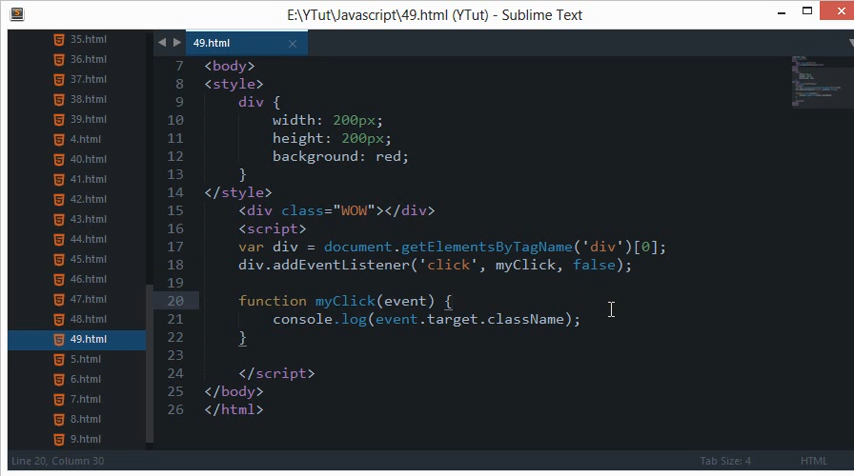 E:\YTut\Javascript\49.html (YTut) - Sublime Text
35.html
36.html
37.html
38.html
39.html
4.html
40.html
41.html
42.html
43.html
44.html
45.html
46.html
47.html
48.html
49.html
5.html
6.html
7.html
8.html
9.html
49.html
7 <body>
8 <style>
9 div {
10 width: 200px;
11 height: 200px;
12 background: red;
13 }
14 </style>
15 <div class="WOW"></div>
16 <script>
17 var div = document.getElementsByTagName('div')[0];
18 div.addEventListener('click', myClick, false);
19
20 function myClick(event) {
21 console.log(event.target.className);
22 }
23
24 </script>
25 </body>
26 </html>
Line 20, Column 30
Tab Size: 4
HTML